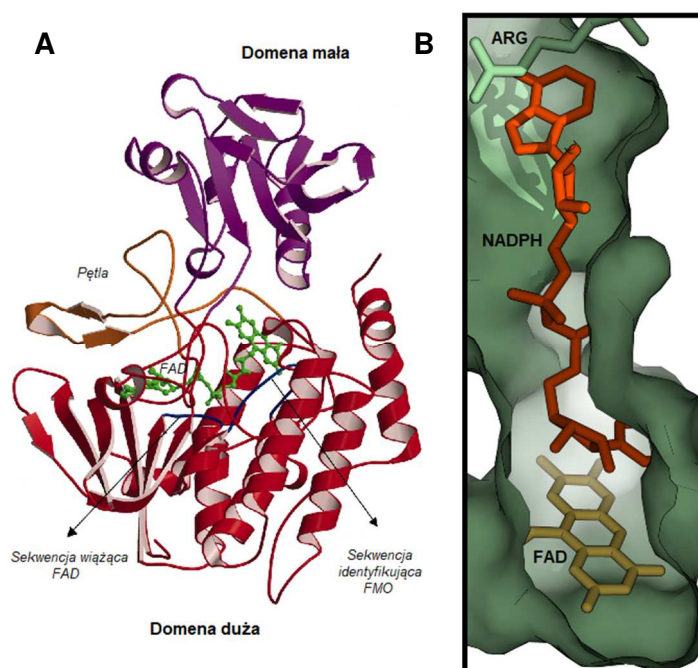 A
Domena mała
Pętla
FAD
Sekwencja wiążąca
FAD
Sekwencja
identyfikująca
FMO
Domena duża
B
ARG
NADPH
FAD